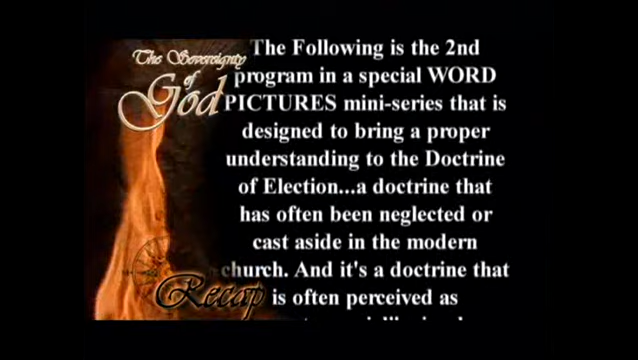 The Sovereignty
of
God
The Following is the 2nd
program in a special WORD
PICTURES mini-series that is
designed to bring a proper
understanding to the Doctrine
of Election...a doctrine that
has often been neglected or
cast aside in the modern
church. And it's a doctrine that
is often perceived as
Recap